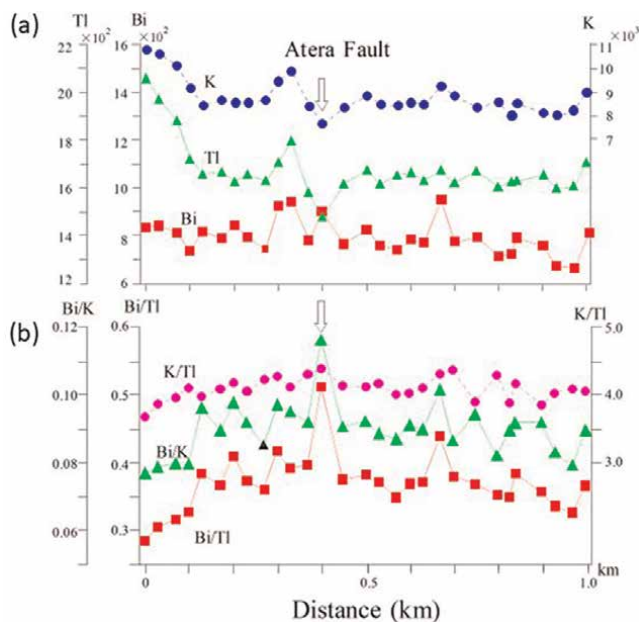 (a) Tl Bi K
×10² ×10² ×10³
22 16 11
Atera Fault
10
20 14
K 9
18 12 8
Tl 7
16 10
Bi
14 8
12 6
Bi/K Bi/Tl K/Tl
(b) 0.12 0.6 5.0
K/Tl
0.10 0.5 4.0
Bi/K
0.08 0.4 3.0
0.06 0.3
Bi/Tl
km
0 0.5 1.0
Distance (km)